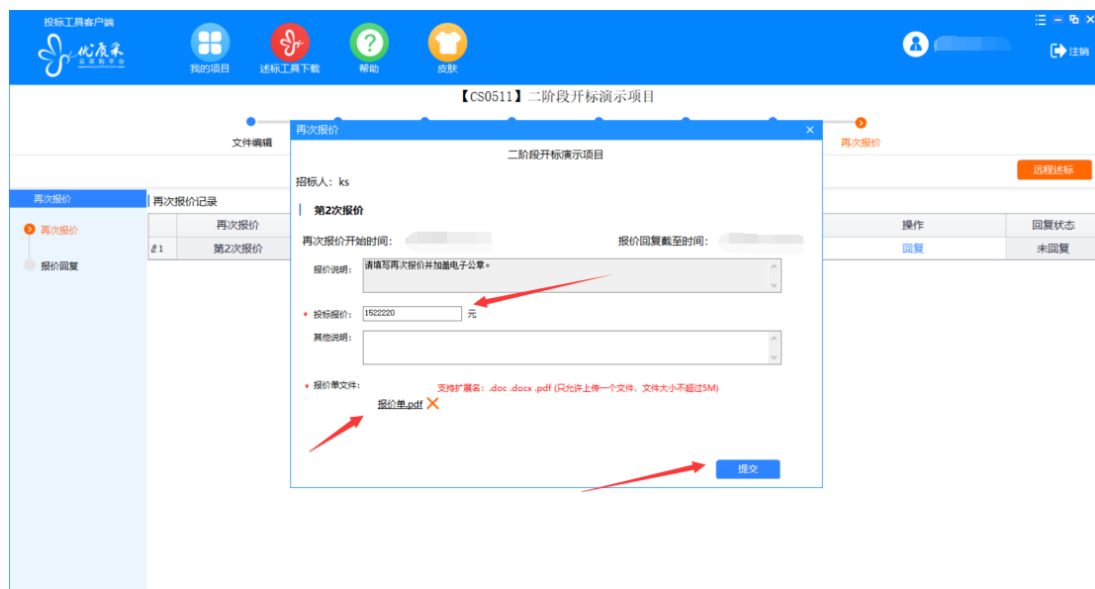 投标工具客户端
优质采
云采购平台
我的项目
述标工具下载
帮助
皮肤
注销
【CS0511】二阶段开标演示项目
文件编辑
再次报价
远程述标
再次报价
再次报价
报价回复
再次报价记录
再次报价
操作
回复状态
1
第2次报价
回复
未回复
再次报价
二阶段开标演示项目
招标人：ks
第2次报价
再次报价开始时间：
报价回复截至时间：
报价说明：
请填写再次报价并加盖电子公章。
* 投标报价：
1522220
元
其他说明：
* 报价单文件：
支持扩展名：.doc .docx .pdf (只允许上传一个文件，文件大小不超过5M)
报价单.pdf
提交